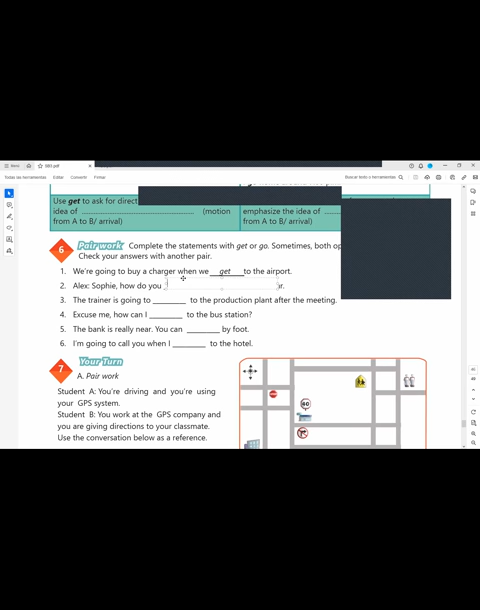 Menú SB5.pdf
Todas las herramientas Editar Convertir Firmar Buscar texto o herramientas
Use get to ask for direct
idea of (motion emphasize the idea of
from A to B/ arrival) from A to B/ arrival)
6 Pair work Complete the statements with get or go. Sometimes, both op
Check your answers with another pair.
1. We're going to buy a charger when we get to the airport.
2. Alex: Sophie, how do you
3. The trainer is going to ________ to the production plant after the meeting.
4. Excuse me, how can I ________ to the bus station?
5. The bank is really near. You can ________ by foot.
6. I'm going to call you when I ________ to the hotel.
7 Your Turn
A. Pair work
Student A: You're driving and you're using
your GPS system.
Student B: You work at the GPS company and
you are giving directions to your classmate.
Use the conversation below as a reference.
60